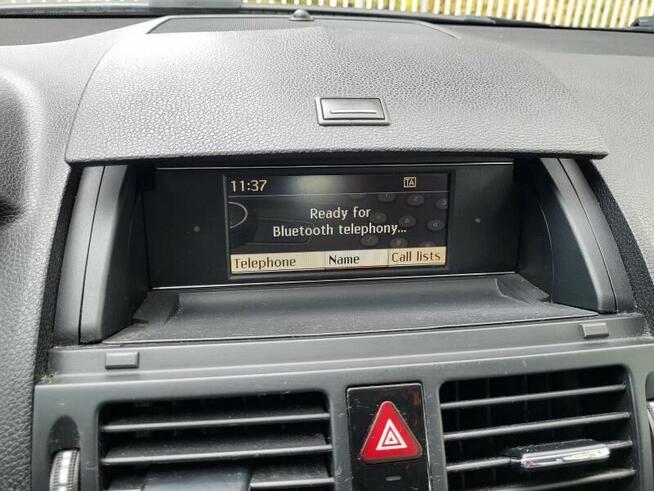 11:37 TA
Ready for
Bluetooth telephony...
Telephone Name Call lists